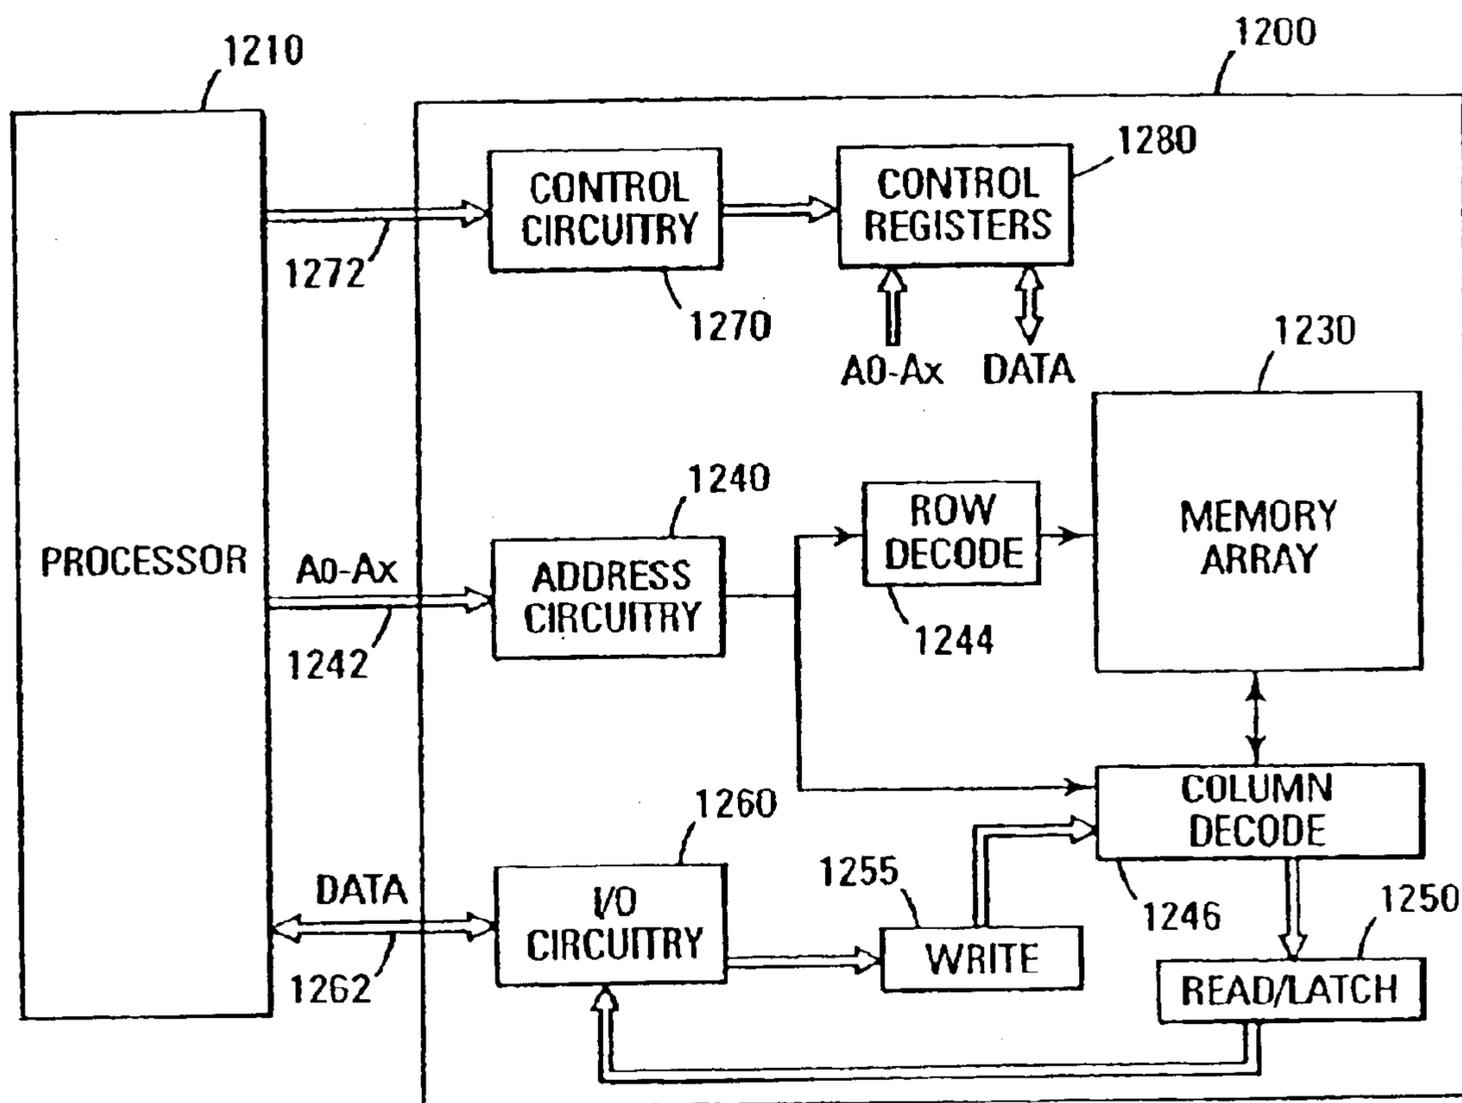 1210
1200
1280
CONTROL
CIRCUITRY
CONTROL
REGISTERS
1272
1270
A0-Ax
DATA
1230
1240
ROW
DECODE
MEMORY
ARRAY
PROCESSOR
A0-Ax
ADDRESS
CIRCUITRY
1244
1242
COLUMN
DECODE
1260
1255
DATA
I/O
CIRCUITRY
1246
1250
WRITE
1262
READ/LATCH